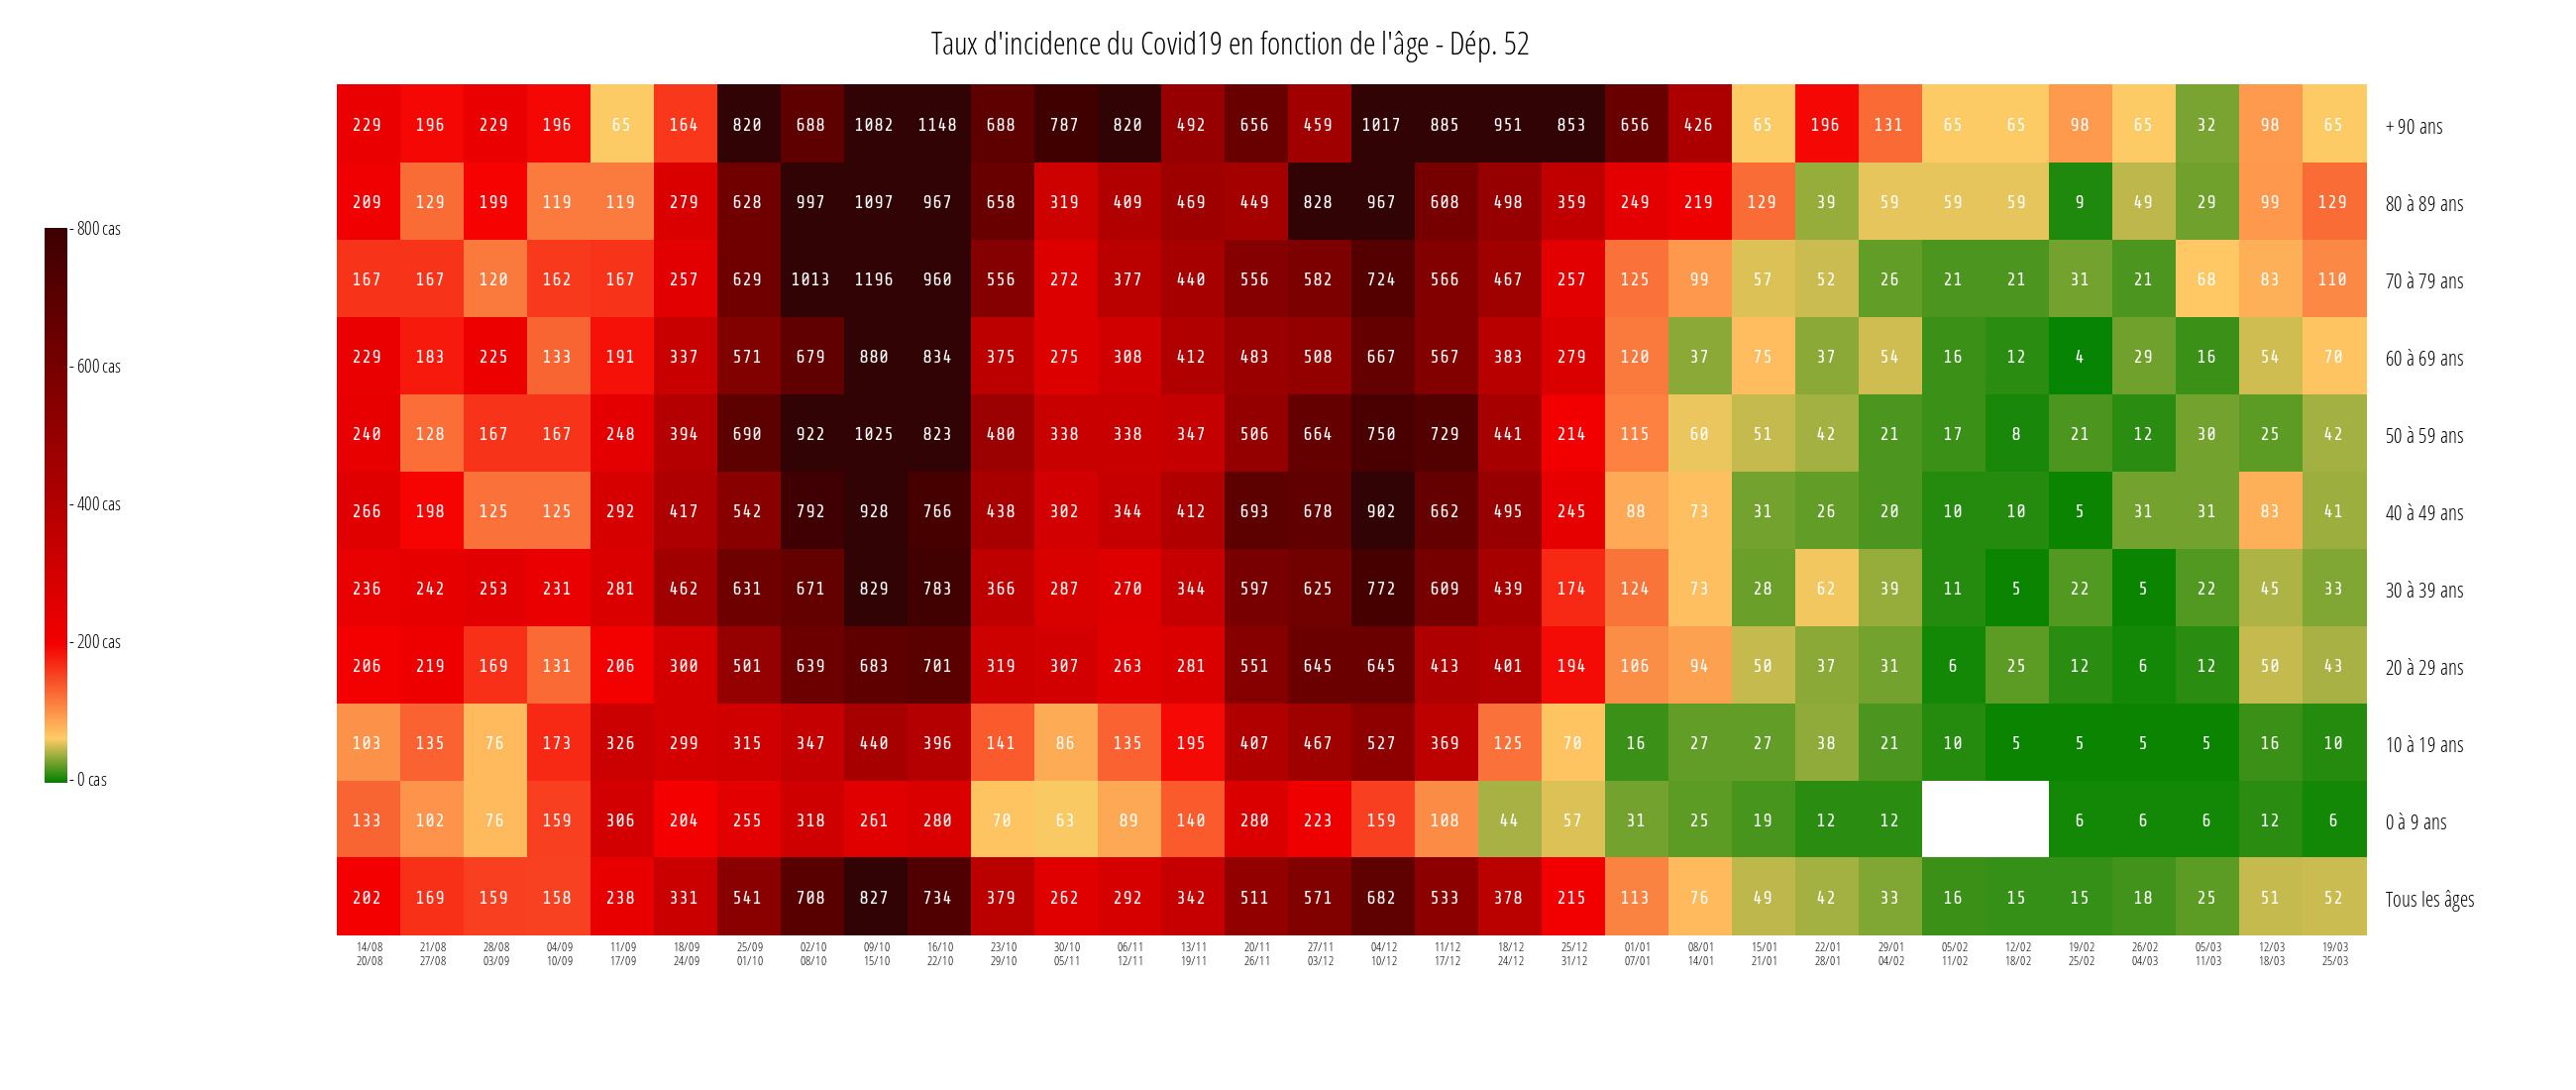 Taux d'incidence du Covid19 en fonction de l'âge - Dép. 52
229 196 229 196 65 164 820 688 1082 1148 688 787 820 492 656 459 1017 885 951 853 656 426 65 196 131 65 65 98 65 32 98 65 + 90 ans
209 129 199 119 119 279 628 997 1097 967 658 319 409 469 449 828 967 608 498 359 249 219 129 39 59 59 59 9 49 29 99 129 80 à 89 ans
- 800 cas
167 167 120 162 167 257 629 1013 1196 960 556 272 377 440 556 582 724 566 467 257 125 99 57 52 26 21 21 31 21 68 83 110 70 à 79 ans
229 183 225 133 191 337 571 679 880 834 375 275 308 412 483 508 667 567 383 279 120 37 75 37 54 16 12 4 29 16 54 70 60 à 69 ans
- 600 cas
240 128 167 167 248 394 690 922 1025 823 480 338 338 347 506 664 750 729 441 214 115 60 51 42 21 17 8 21 12 30 25 42 50 à 59 ans
- 400 cas
266 198 125 125 292 417 542 792 928 766 438 302 344 412 693 678 902 662 495 245 88 73 31 26 20 10 10 5 31 31 83 41 40 à 49 ans
236 242 253 231 281 462 631 671 829 783 366 287 270 344 597 625 772 609 439 174 124 73 28 62 39 11 5 22 5 22 45 33 30 à 39 ans
- 200 cas
206 219 169 131 206 300 501 639 683 701 319 307 263 281 551 645 645 413 401 194 106 94 50 37 31 6 25 12 6 12 50 43 20 à 29 ans
103 135 76 173 326 299 315 347 440 396 141 86 135 195 407 467 527 369 125 70 16 27 27 38 21 10 5 5 5 5 16 10 10 à 19 ans
- 0 cas
133 102 76 159 306 204 255 318 261 280 70 63 89 140 280 223 159 108 44 57 31 25 19 12 12 6 6 6 12 6 0 à 9 ans
202 169 159 158 238 331 541 708 827 734 379 262 292 342 511 571 682 533 378 215 113 76 49 42 33 16 15 15 18 25 51 52 Tous les âges
14/08 21/08 28/08 04/09 11/09 18/09 25/09 02/10 09/10 16/10 23/10 30/10 06/11 13/11 20/11 27/11 04/12 11/12 18/12 25/12 01/01 08/01 15/01 22/01 29/01 05/02 12/02 19/02 26/02 05/03 12/03 19/03
20/08 27/08 03/09 10/09 17/09 24/09 01/10 08/10 15/10 22/10 29/10 05/11 12/11 19/11 26/11 03/12 10/12 17/12 24/12 31/12 07/01 14/01 21/01 28/01 04/02 11/02 18/02 25/02 04/03 11/03 18/03 25/03